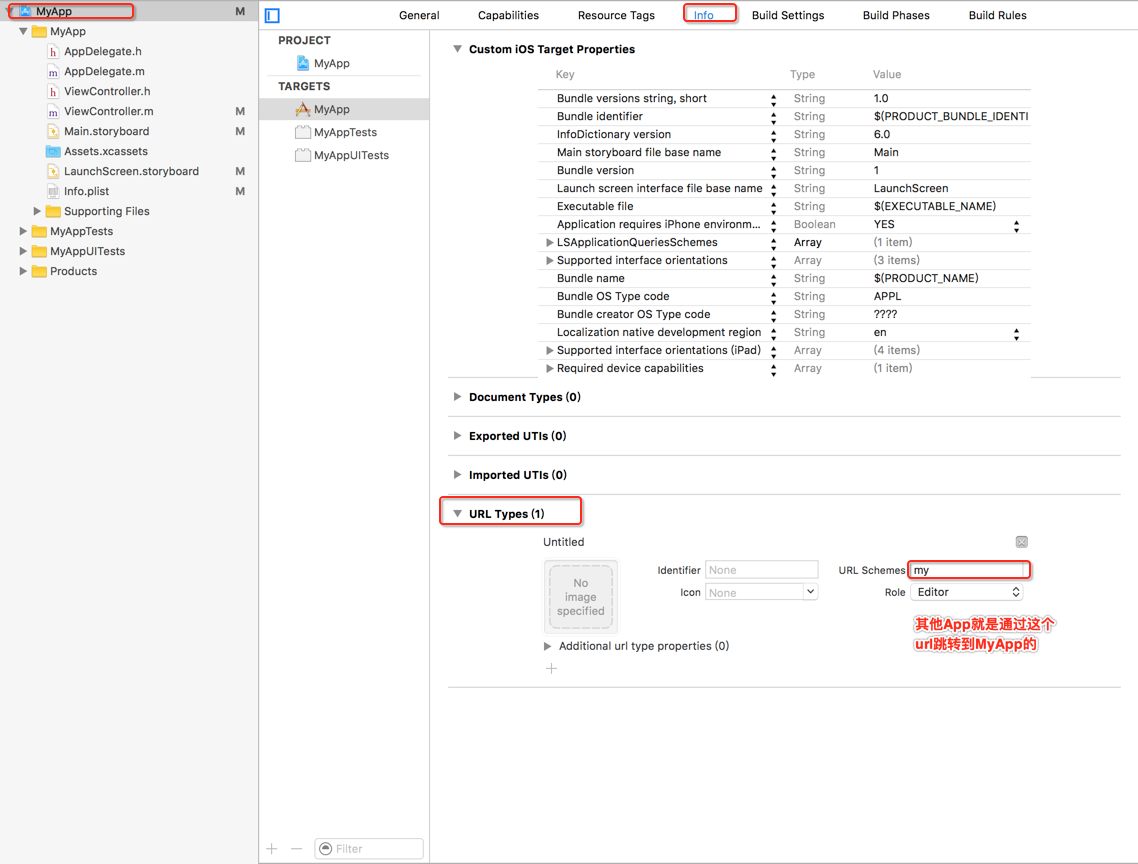 MyApp M
MyApp
AppDelegate.h
AppDelegate.m
ViewController.h
ViewController.m M
Main.storyboard M
Assets.xcassets
LaunchScreen.storyboard M
Info.plist M
Supporting Files
MyAppTests
MyAppUITests
Products
General Capabilities Resource Tags Info Build Settings Build Phases Build Rules
PROJECT
MyApp
TARGETS
MyApp
MyAppTests
MyAppUITests
Filter
Custom iOS Target Properties
Key Type Value
Bundle versions string, short String 1.0
Bundle identifier String $(PRODUCT_BUNDLE_IDENTI
InfoDictionary version String 6.0
Main storyboard file base name String Main
Bundle version String 1
Launch screen interface file base name String LaunchScreen
Executable file String $(EXECUTABLE_NAME)
Application requires iPhone environm... Boolean YES
LSApplicationQueriesSchemes Array (1 item)
Supported interface orientations Array (3 items)
Bundle name String $(PRODUCT_NAME)
Bundle OS Type code String APPL
Bundle creator OS Type code String ????
Localization native development region String en
Supported interface orientations (iPad) Array (4 items)
Required device capabilities Array (1 item)
Document Types (0)
Exported UTIs (0)
Imported UTIs (0)
URL Types (1)
Untitled
No
image
specified
Identifier None URL Schemes my
Icon None Role Editor
其他App就是通过这个
url跳转到MyApp的
Additional url type properties (0)